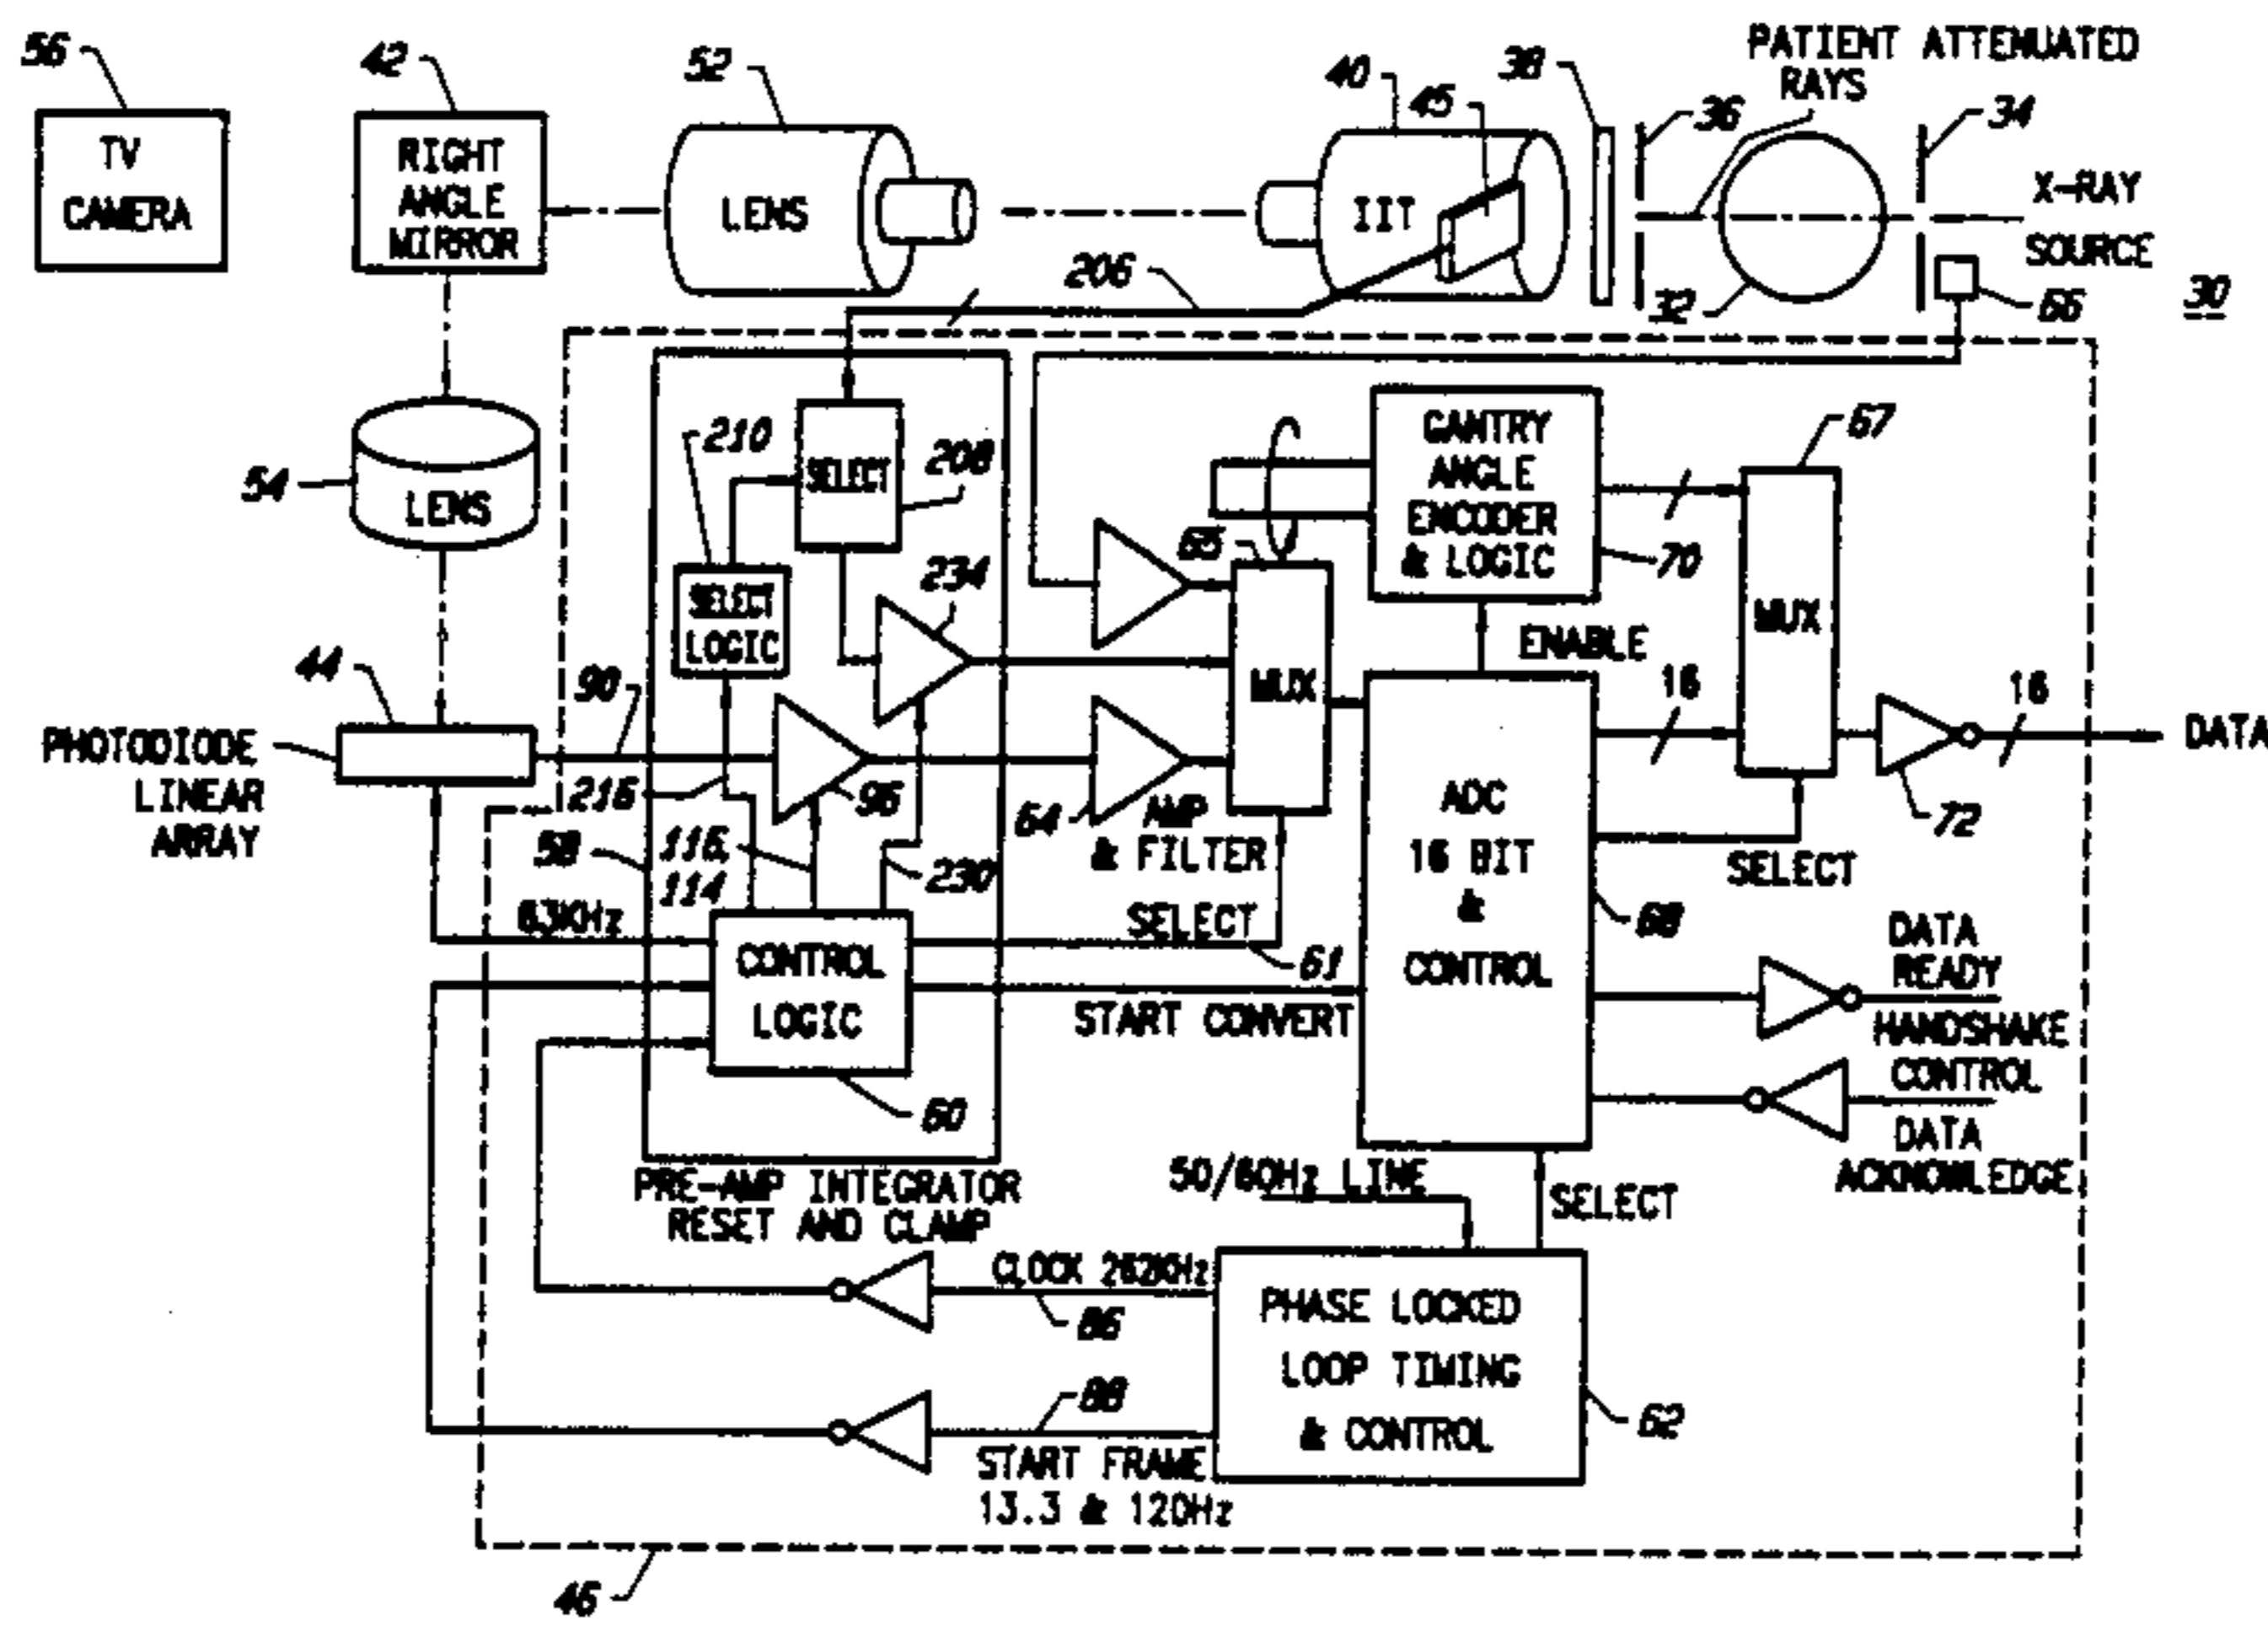 56
TV
CAMERA
42
RIGHT
ANGLE
MIRROR
52
LENS
40
45
IIT
38
36
PATIENT ATTENUATED
RAYS
34
X-RAY
SOURCE
32
66
30
206
54
LENS
210
SELECT
208
SELECT
LOGIC
234
65
GANTRY
ANGLE
ENCODER
& LOGIC
70
67
MUX
ENABLE
16
16
DATA
72
44
PHOTODIODE
LINEAR
ARRAY
90
216
96
64
AMP
& FILTER
MUX
58
116,
114
230
63KHz
SELECT
61
CONTROL
LOGIC
60
START CONVERT
ADC
16 BIT
&
CONTROL
68
SELECT
DATA
READY
HANDSHAKE
CONTROL
DATA
ACKNOWLEDGE
PRE-AMP INTEGRATOR
RESET AND CLAMP
50/60Hz LINE
SELECT
CLOCK 262KHz
86
88
START FRAME
13.3 & 120Hz
PHASE LOCKED
LOOP TIMING
& CONTROL
62
46